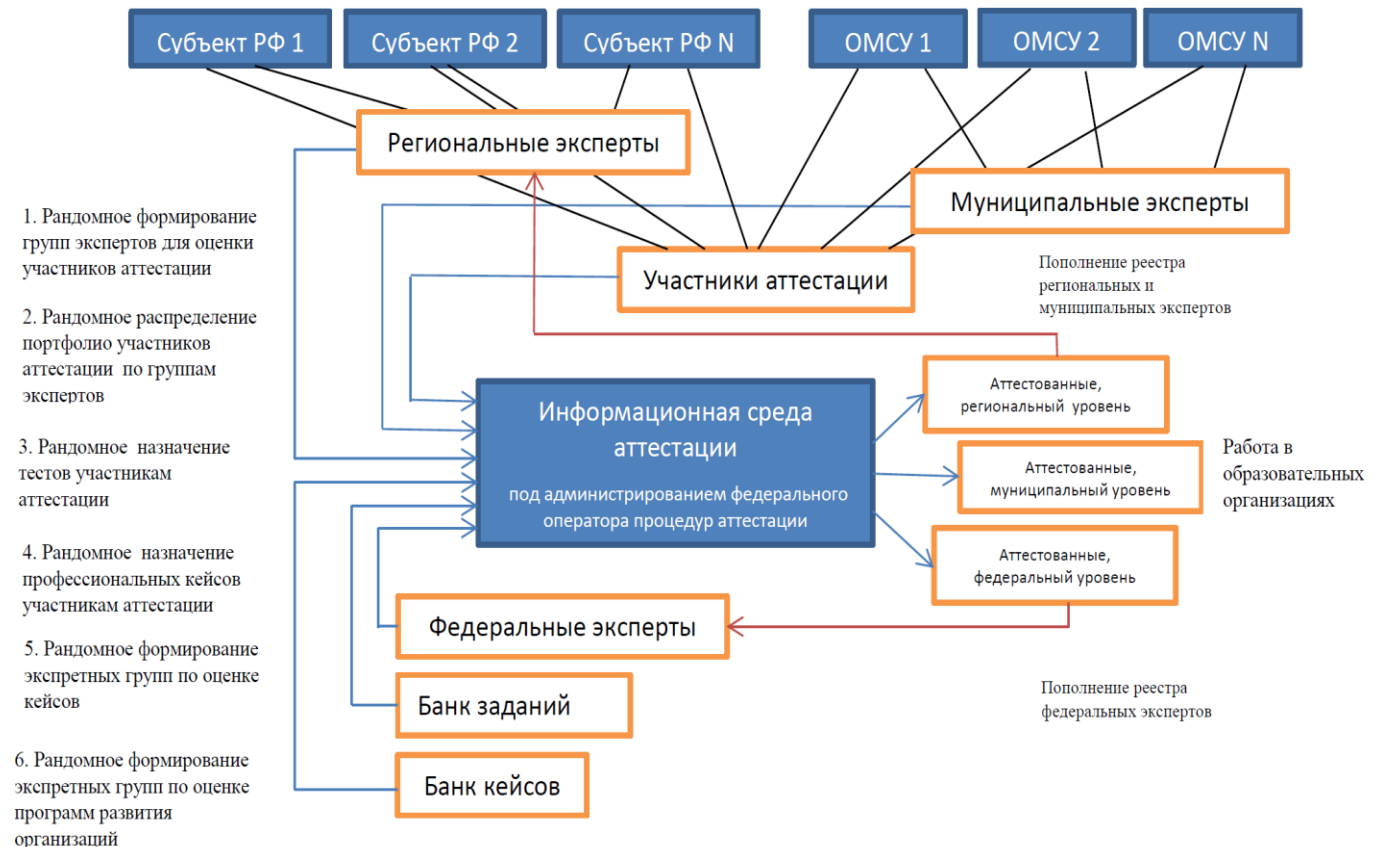 Субъект РФ 1
Субъект РФ 2
Субъект РФ N
ОМСУ 1
ОМСУ 2
ОМСУ N
Региональные эксперты
Муниципальные эксперты
Участники аттестации
1. Рандомное формирование
групп экспертов для оценки
участников аттестации
2. Рандомное распределение
портфолио участников
аттестации по группам
экспертов
3. Рандомное назначение
тестов участникам
аттестации
4. Рандомное назначение
профессиональных кейсов
участникам аттестации
5. Рандомное формирование
экспретных групп по оценке
кейсов
6. Рандомное формирование
экспретных групп по оценке
программ развития
организаций
Пополнение реестра
региональных и
муниципальных экспертов
Информационная среда
аттестации
под администрированием федерального
оператора процедур аттестации
Аттестованные,
региональный уровень
Аттестованные,
муниципальный уровень
Аттестованные,
федеральный уровень
Работа в
образовательных
организациях
Федеральные эксперты
Банк заданий
Банк кейсов
Пополнение реестра
федеральных экспертов